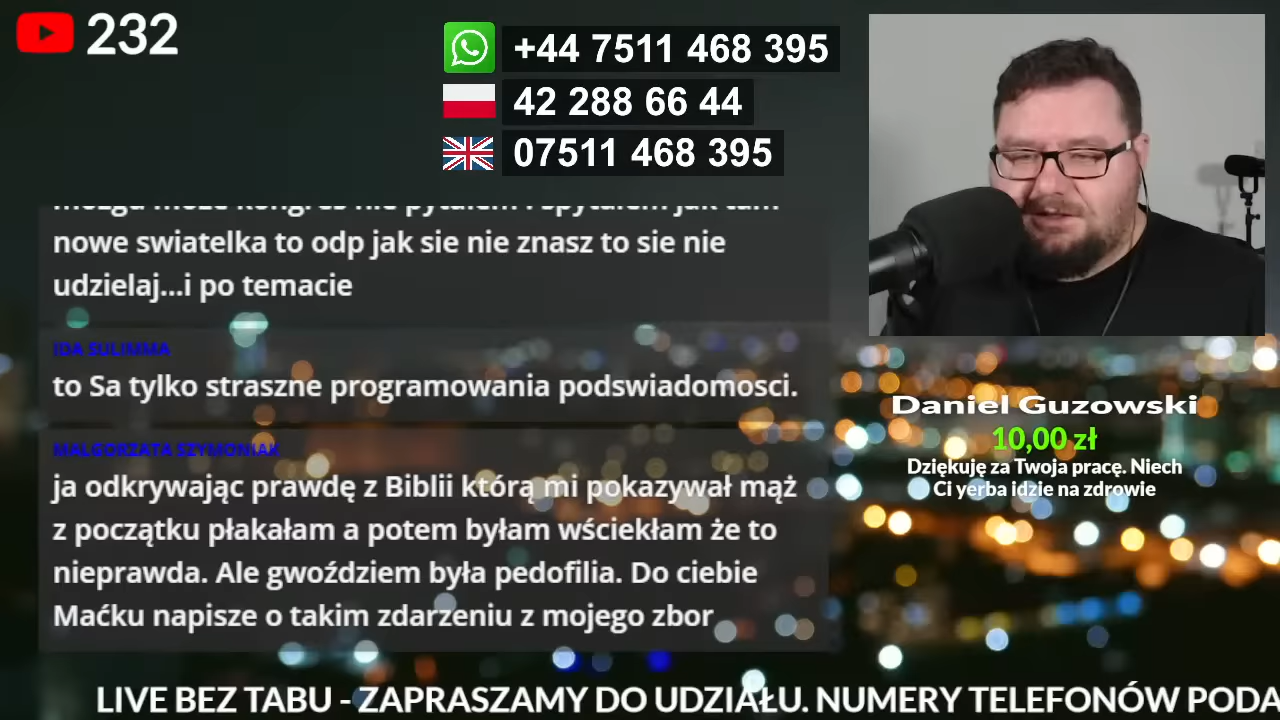 232
+44 7511 468 395
42 288 66 44
07511 468 395
nowe swiatelka to odp jak sie nie znasz to sie nie
udzielaj...i po temacie
IDA SULIMMA
to Sa tylko straszne programowania podswiadomosci.
MALGORZATA SZYMONIAK
ja odkrywając prawdę z Biblii którą mi pokazywał mąż
z początku płakałam a potem byłam wściekłam że to
nieprawda. Ale gwoździem była pedofilia. Do ciebie
Maćku napisze o takim zdarzeniu z mojego zbor
Daniel Guzowski
10,00 zł
Dziękuję za Twoja pracę. Niech
Ci yerba idzie na zdrowie
LIVE BEZ TABU - ZAPRASZAMY DO UDZIAŁU. NUMERY TELEFONÓW PODA